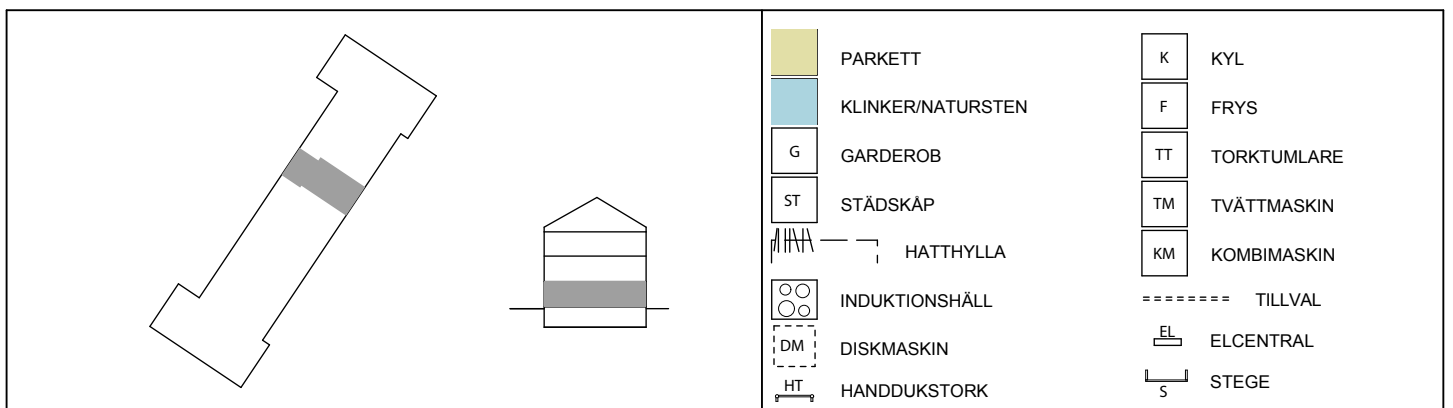 PARKETT
KLINKER/NATURSTEN
G GARDEROB
ST STÄDSKÅP
HATTHYLLA
INDUKTIONSHÄLL
DM DISKMASKIN
HT HANDDUKSTORK
K KYL
F FRYS
TT TORKTUMLARE
TM TVÄTTMASKIN
KM KOMBIMASKIN
TILLVAL
EL ELCENTRAL
S STEGE